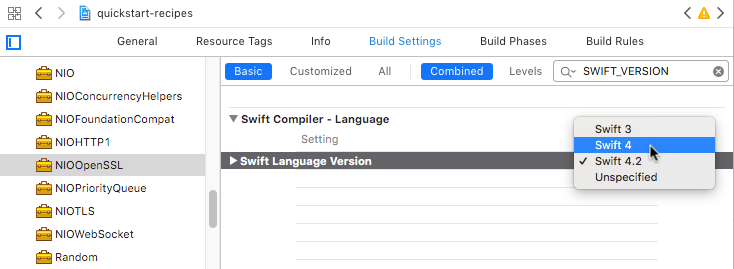 quickstart-recipes
General Resource Tags Info Build Settings Build Phases Build Rules
Basic Customized All Combined Levels SWIFT_VERSION
NIO
NIOConcurrencyHelpers
NIOFoundationCompat
NIOHTTP1
NIOOpenSSL
NIOPriorityQueue
NIOTLS
NIOWebSocket
Random
Swift Compiler - Language
Setting
Swift Language Version
Swift 3
Swift 4
Swift 4.2
Unspecified